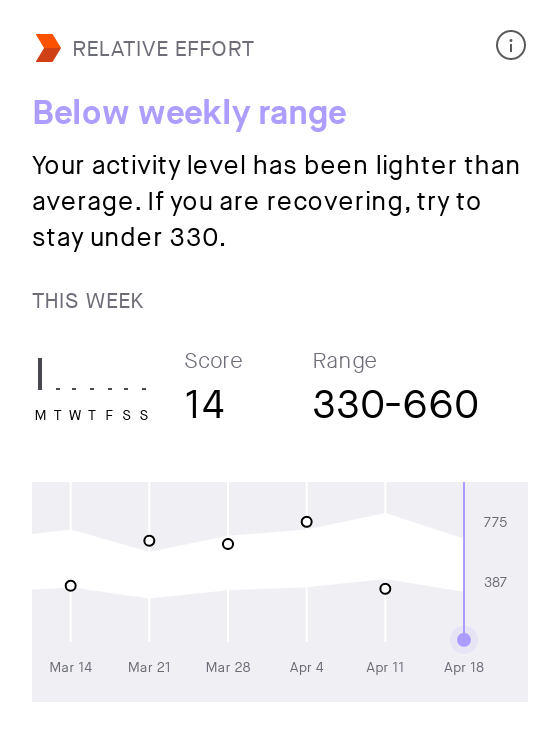 RELATIVE EFFORT
Below weekly range
Your activity level has been lighter than
average. If you are recovering, try to
stay under 330.
THIS WEEK
Score Range
14 330-660
M T W T F S S
775
387
Mar 14 Mar 21 Mar 28 Apr 4 Apr 11 Apr 18